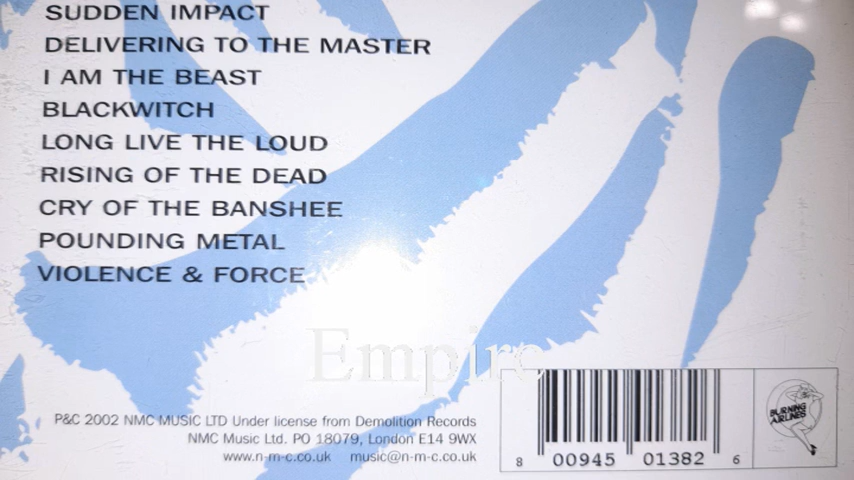 SUDDEN IMPACT
DELIVERING TO THE MASTER
I AM THE BEAST
BLACKWITCH
LONG LIVE THE LOUD
RISING OF THE DEAD
CRY OF THE BANSHEE
POUNDING METAL
VIOLENCE & FORCE
Empire
P&C 2002 NMC MUSIC LTD Under license from Demolition Records
NMC Music Ltd. PO 18079, London E14 9WX
www.n-m-c.co.uk music@n-m-c.co.uk
8 00945 01382 6
BURNING
AIRLINES